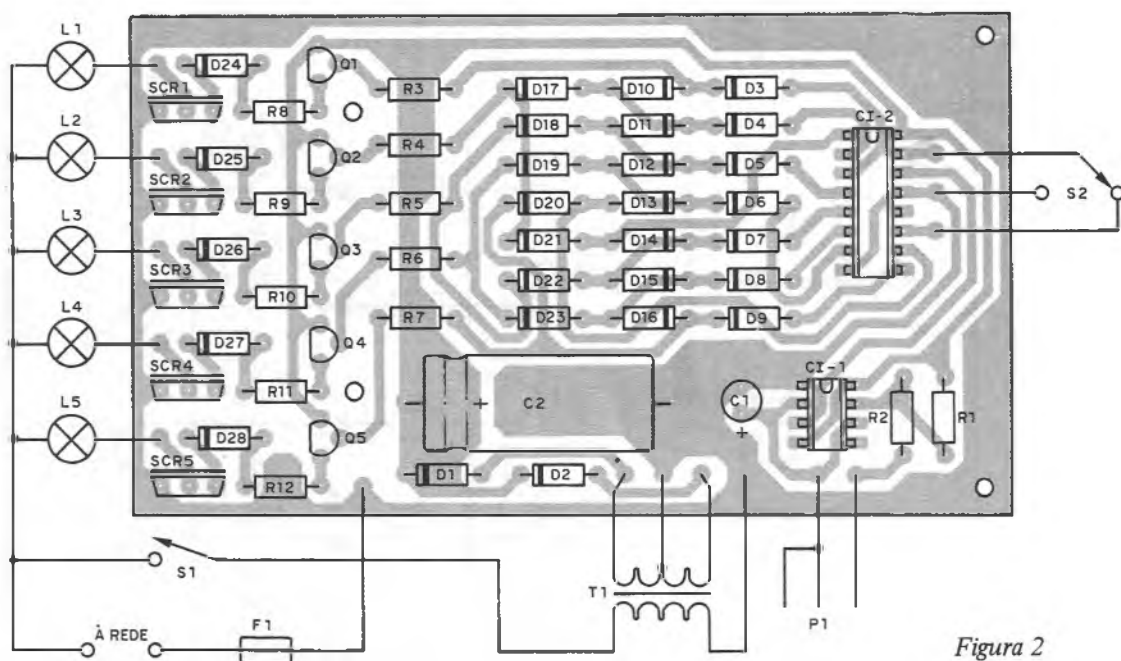 L1
D24
Q1
SCR1
R8
R3
D17
D10
D3
CI-2
L2
D25
Q2
SCR2
R9
R4
D18
D11
D4
D19
D12
D5
S2
L3
D26
Q3
SCR3
R10
R5
D20
D13
D6
R6
D21
D14
D7
D22
D15
D8
L4
D27
Q4
SCR4
R11
R7
D23
D16
D9
L5
D28
Q5
SCR5
R12
+
C2
C1
+
CI-1
R2
R1
D1
D2
S1
T1
P1
À REDE
F1
Figura 2